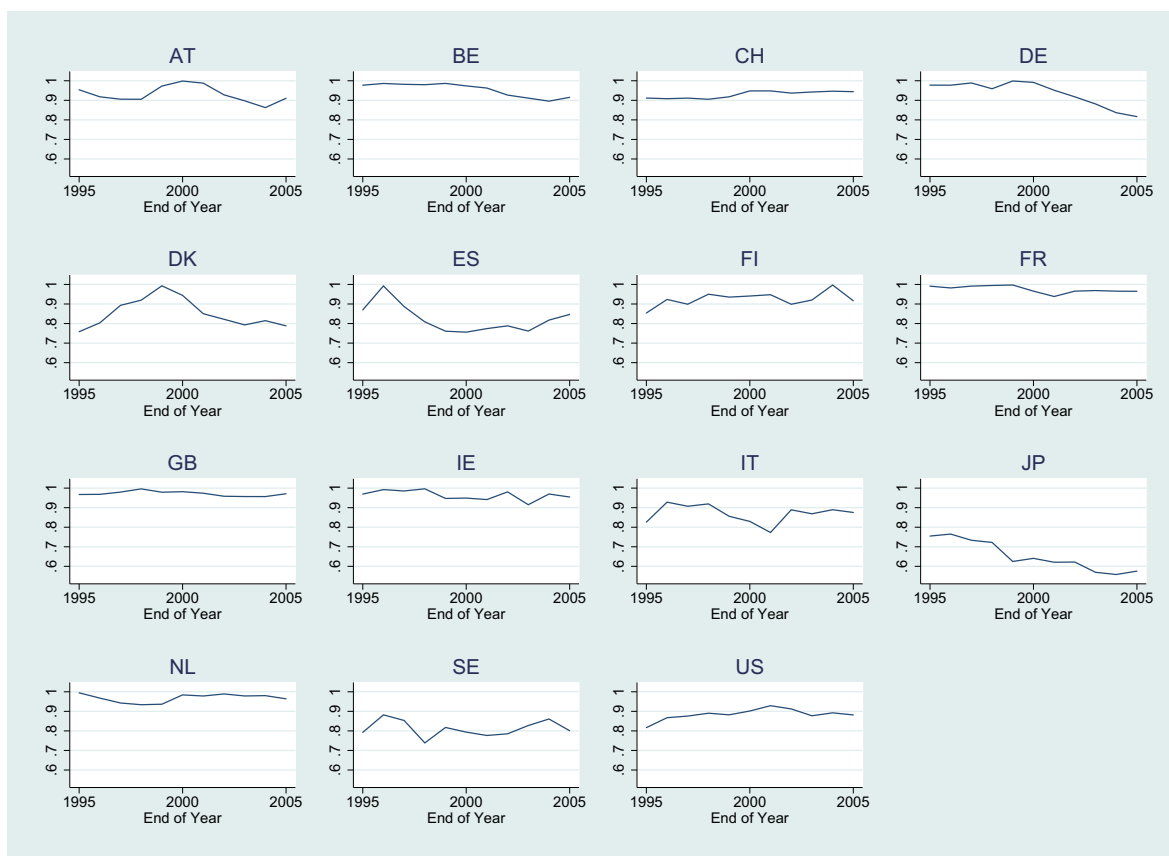 AT BE CH DE
1 1 1 1
.9 .9 .9 .9
.8 .8 .8 .8
.7 .7 .7 .7
.6 .6 .6 .6
1995 2000 2005 1995 2000 2005 1995 2000 2005 1995 2000 2005
End of Year End of Year End of Year End of Year
DK ES FI FR
1 1 1 1
.9 .9 .9 .9
.8 .8 .8 .8
.7 .7 .7 .7
.6 .6 .6 .6
1995 2000 2005 1995 2000 2005 1995 2000 2005 1995 2000 2005
End of Year End of Year End of Year End of Year
GB IE IT JP
1 1 1 1
.9 .9 .9 .9
.8 .8 .8 .8
.7 .7 .7 .7
.6 .6 .6 .6
1995 2000 2005 1995 2000 2005 1995 2000 2005 1995 2000 2005
End of Year End of Year End of Year End of Year
NL SE US
1 1 1
.9 .9 .9
.8 .8 .8
.7 .7 .7
.6 .6 .6
1995 2000 2005 1995 2000 2005 1995 2000 2005
End of Year End of Year End of Year